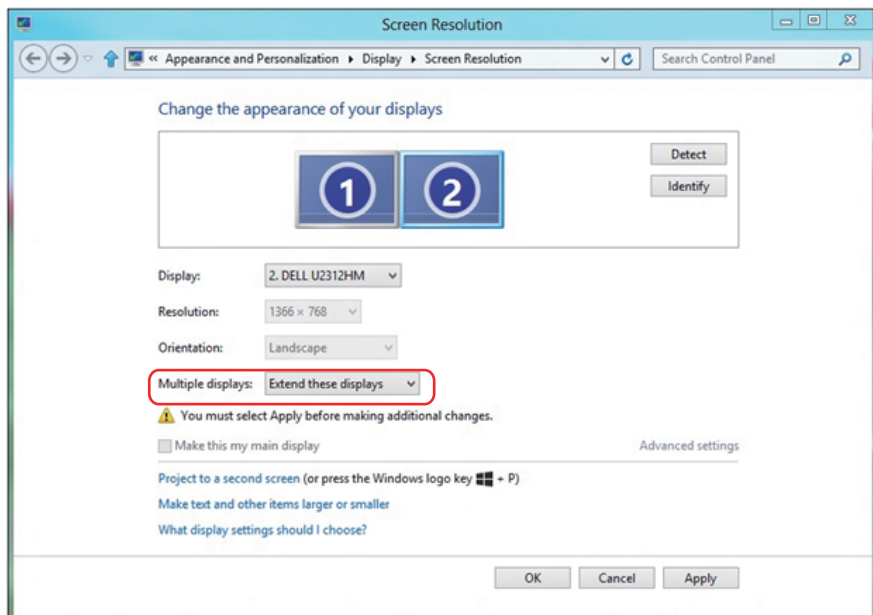 Screen Resolution
« Appearance and Personalization ▸ Display ▸ Screen Resolution
Search Control Panel
Change the appearance of your displays
1 2
Detect
Identify
Display: 2. DELL U2312HM
Resolution: 1366 × 768
Orientation: Landscape
Multiple displays: Extend these displays
You must select Apply before making additional changes.
Make this my main display Advanced settings
Project to a second screen (or press the Windows logo key + P)
Make text and other items larger or smaller
What display settings should I choose?
OK Cancel Apply